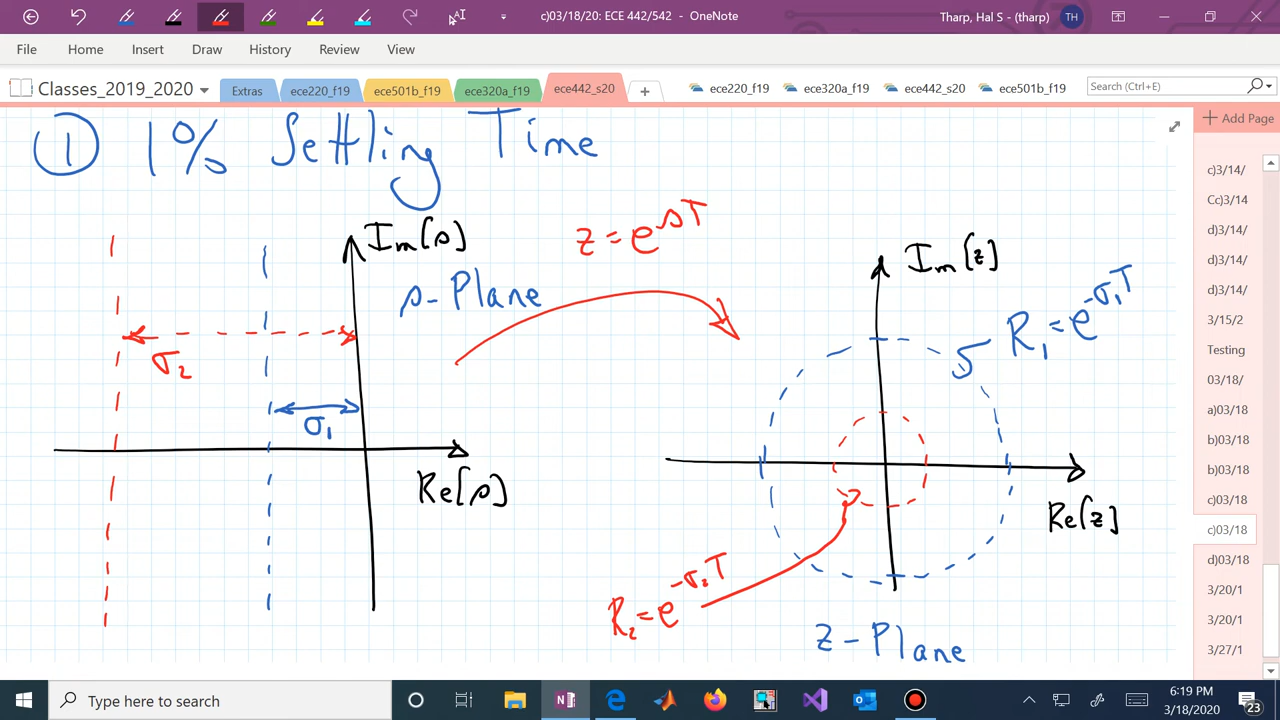 c)03/18/20: ECE 442/542 - OneNote
Tharp, Hal S - (tharp)
TH
File Home Insert Draw History Review View
Classes_2019_2020
Extras ece220_f19 ece501b_f19 ece320a_f19 ece442_s20
ece220_f19 ece320a_f19 ece442_s20 ece501b_f19
Search (Ctrl+E)
Add Page
c)3/14/
Cc)3/14
d)3/14/
d)3/14/
d)3/14/
3/15/2
Testing
03/18/
a)03/18
b)03/18
b)03/18
c)03/18
c)03/18
d)03/18
3/20/1
3/20/1
3/27/1
① 1% Settling Time
Im[s]
s-Plane
σ₂
σ₁
Re[s]
z = e^sT
Im[z]
R₁ = e^-σ₁T
Re[z]
R₂ = e^-σ₂T
z-Plane
Type here to search
6:19 PM
3/18/2020
23